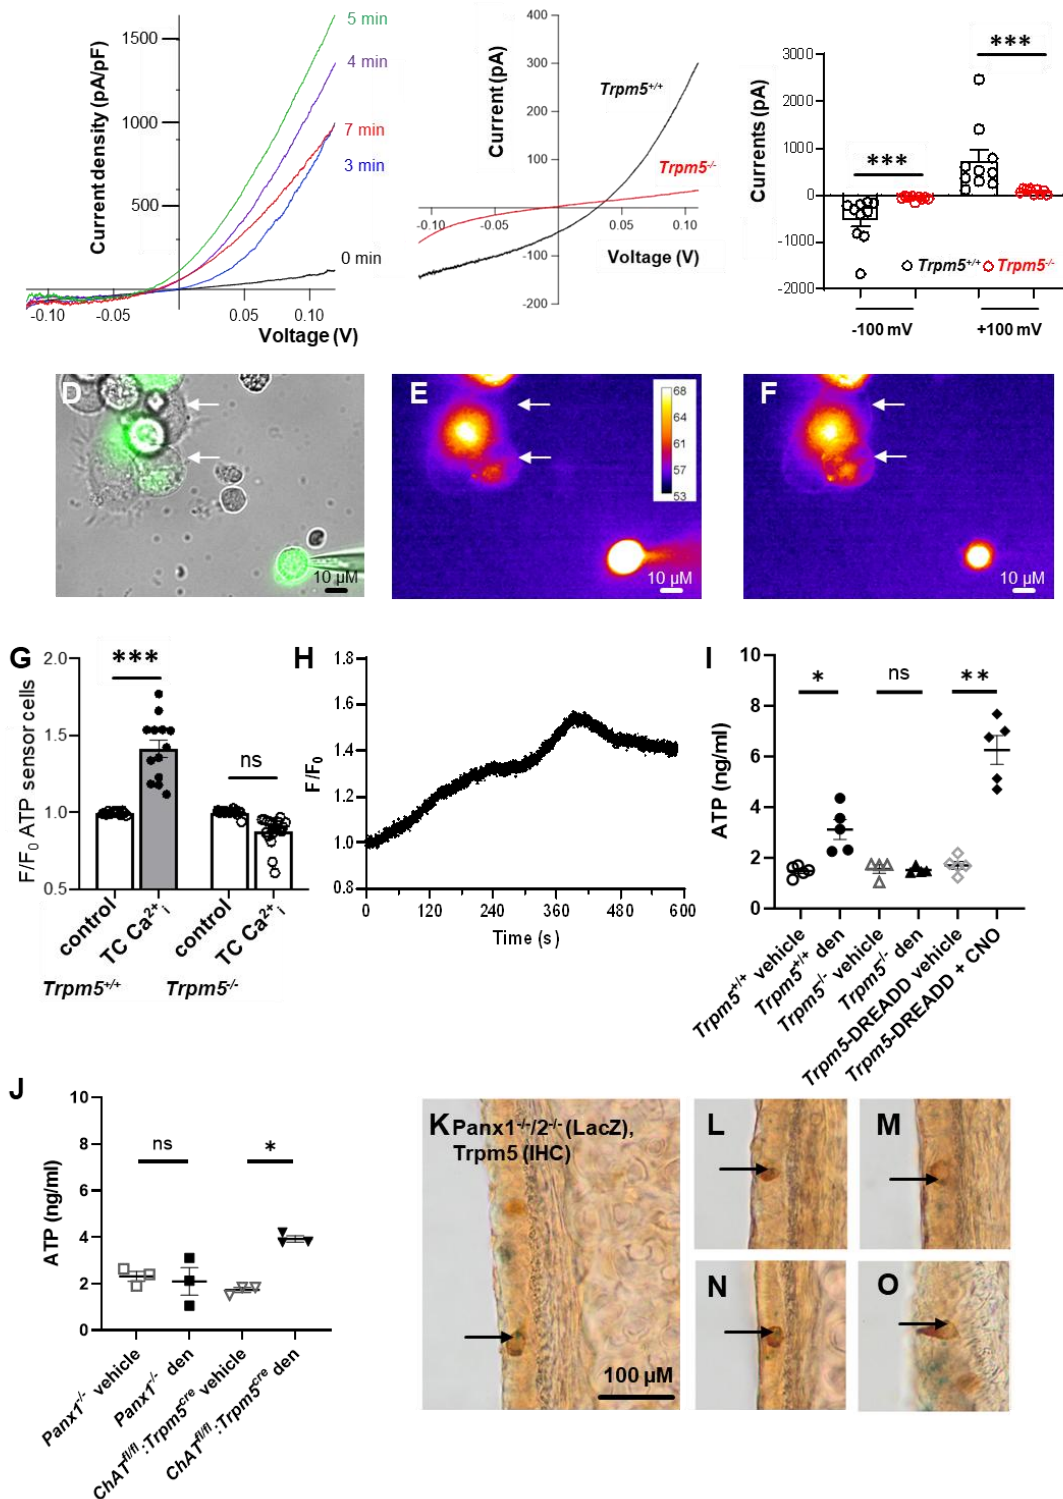 1500
1000
500
Current density (pA/pF)
5 min
4 min
7 min
3 min
0 min
-0.10
-0.05
0.05
0.10
Voltage (V)
400
300
200
100
-100
-200
Current (pA)
Trpm5+/+
Trpm5-/-
-0.10
-0.05
0.05
0.10
Voltage (V)
3000
2000
1000
0
-1000
-2000
Currents (pA)
***
***
Trpm5+/+
Trpm5-/-
-100 mV
+100 mV
D
10 µM
E
68
64
61
57
53
10 µM
F
10 µM
G
2.0
1.5
1.0
0.5
F/F0 ATP sensor cells
***
ns
control
TC Ca2+i
control
TC Ca2+i
Trpm5+/+
Trpm5-/-
H
1.8
1.6
1.4
1.2
1.0
0.8
F/F0
0
120
240
360
480
600
Time (s)
I
10
8
6
4
2
0
ATP (ng/ml)
*
ns
**
Trpm5+/+ vehicle
Trpm5+/+ den
Trpm5-/- vehicle
Trpm5-/- den
Trpm5-DREADD vehicle
Trpm5-DREADD + CNO
J
10
8
6
4
2
0
ATP (ng/ml)
ns
*
Panx1-/- vehicle
Panx1-/- den
ChATfl/fl:Trpm5cre vehicle
ChATfl/fl:Trpm5cre den
K Panx1-/-/2-/- (LacZ),
Trpm5 (IHC)
100 µM
L
M
N
O